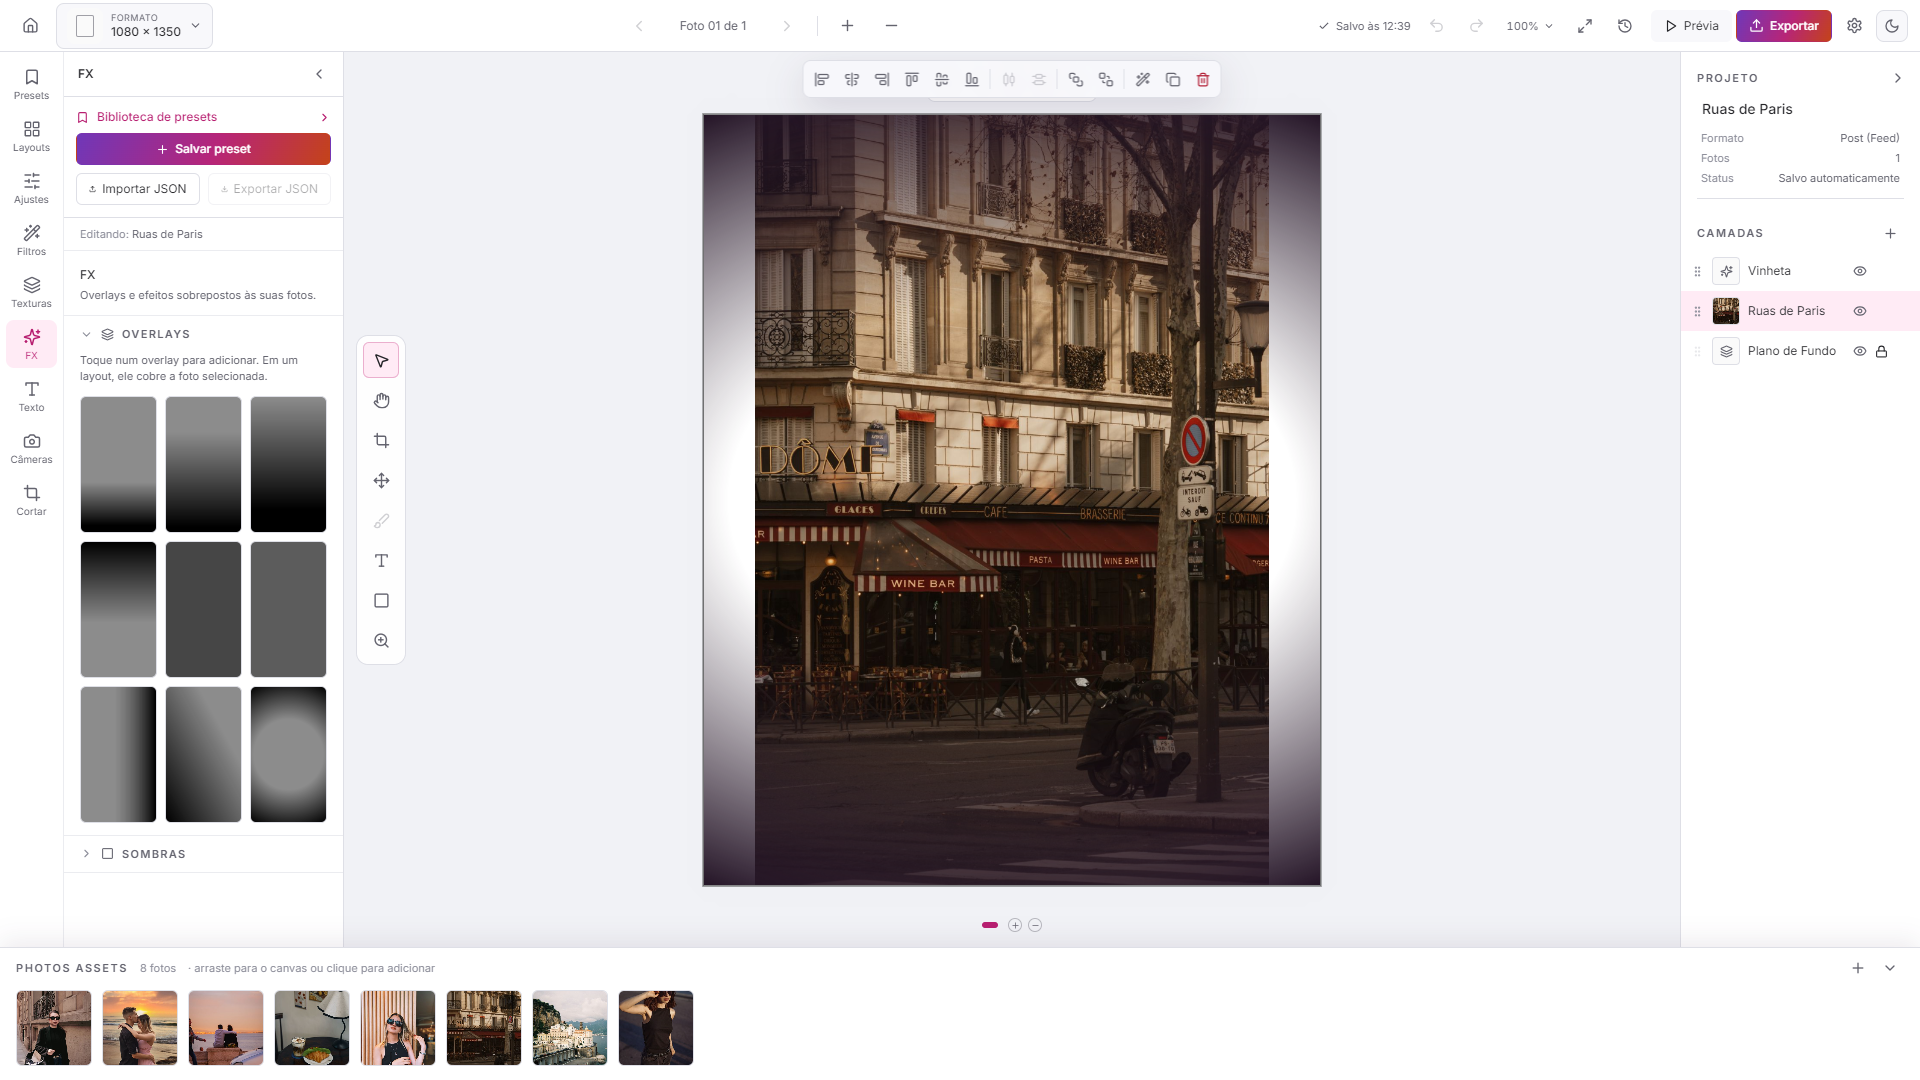 FORMATO
1080 × 1350
Foto 01 de 1
Salvo às 12:39
100%
Prévia
Exportar
Presets
Layouts
Ajustes
Filtros
Texturas
FX
Texto
Câmeras
Cortar
FX
Biblioteca de presets
Salvar preset
Importar JSON
Exportar JSON
Editando: Ruas de Paris
FX
Overlays e efeitos sobrepostos às suas fotos.
OVERLAYS
Toque num overlay para adicionar. Em um
layout, ele cobre a foto selecionada.
SOMBRAS
DÔME
GLACES
CREPES
CAFE
BRASSERIE
CE CONTINU
INTERDIT
SAUF
PASTA
WINE BAR
WINE BAR
PROJETO
Ruas de Paris
Formato Post (Feed)
Fotos 1
Status Salvo automaticamente
CAMADAS
Vinheta
Ruas de Paris
Plano de Fundo
PHOTOS ASSETS 8 fotos · arraste para o canvas ou clique para adicionar